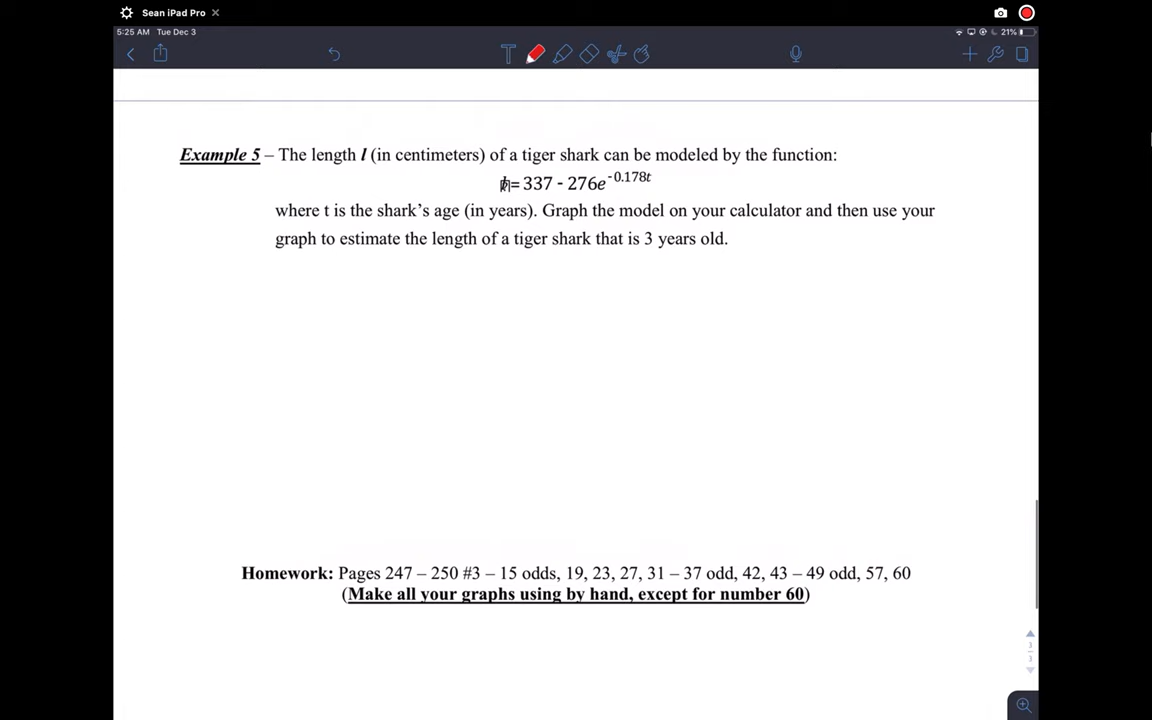 Sean iPad Pro
5:25 AM Tue Dec 3
21%
Example 5 – The length l (in centimeters) of a tiger shark can be modeled by the function:
= 337 - 276e^-0.178t
where t is the shark's age (in years). Graph the model on your calculator and then use your
graph to estimate the length of a tiger shark that is 3 years old.
Homework: Pages 247 – 250 #3 – 15 odds, 19, 23, 27, 31 – 37 odd, 42, 43 – 49 odd, 57, 60
(Make all your graphs using by hand, except for number 60)